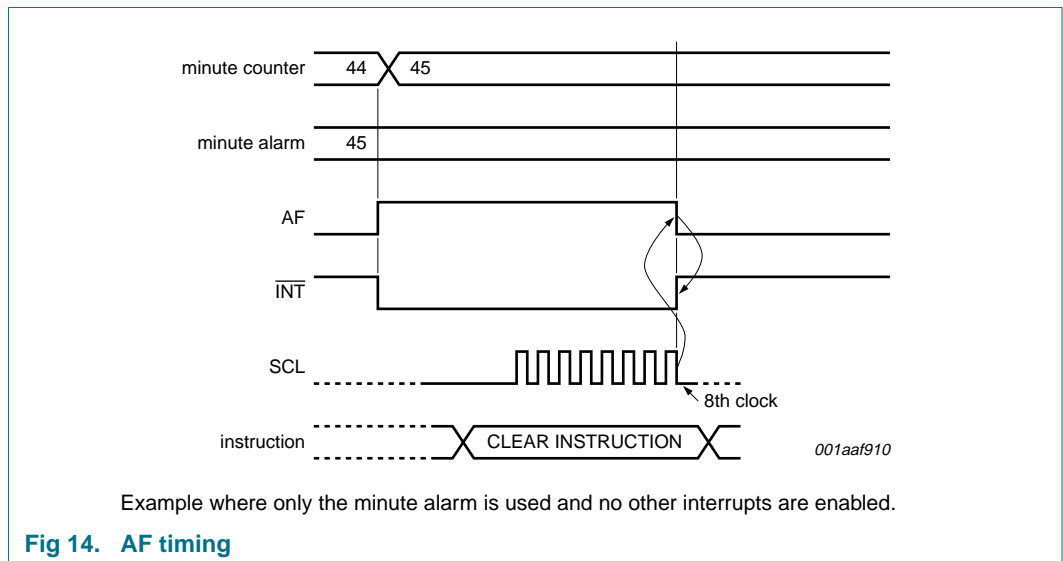 minute counter 44 45
minute alarm 45
AF
INT
SCL
8th clock
instruction CLEAR INSTRUCTION
001aaf910
Example where only the minute alarm is used and no other interrupts are enabled.
Fig 14. AF timing